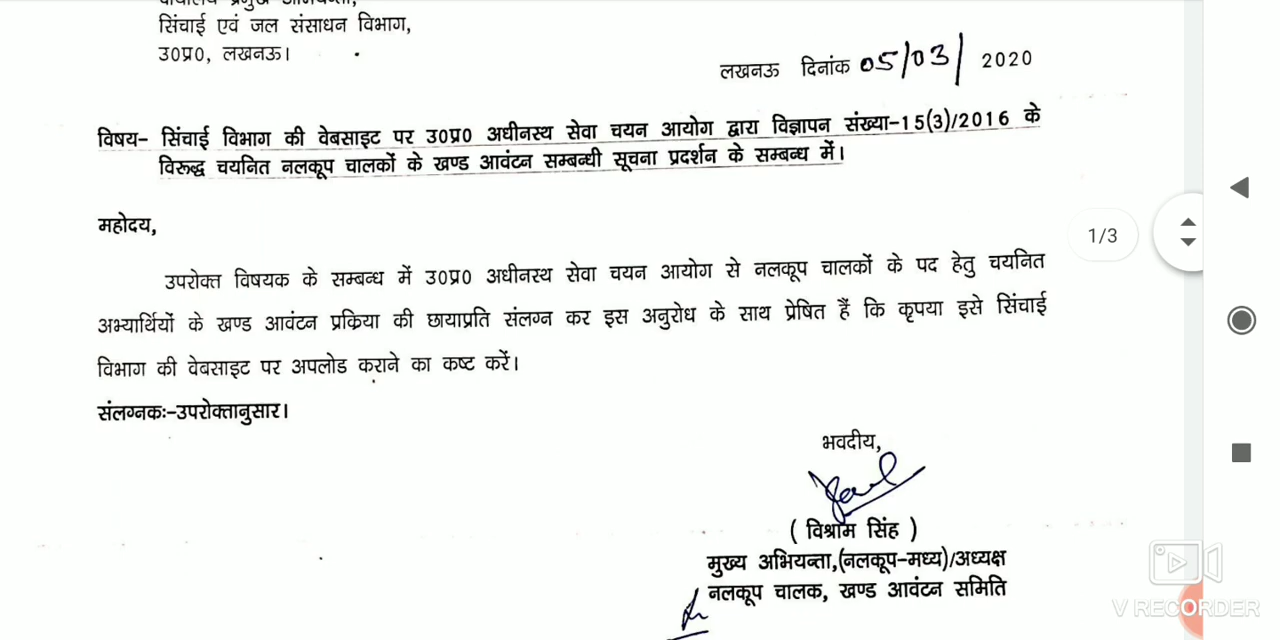 सिंचाई एवं जल संसाधन विभाग,
उ0प्र0, लखनऊ।
लखनऊ दिनांक 05/03/ 2020
विषय- सिंचाई विभाग की वेबसाइट पर उ0प्र0 अधीनस्थ सेवा चयन आयोग द्वारा विज्ञापन संख्या-15(3)/2016 के
विरूद्ध चयनित नलकूप चालकों के खण्ड आवंटन सम्बन्धी सूचना प्रदर्शन के सम्बन्ध में।
महोदय,
1/3
उपरोक्त विषयक के सम्बन्ध में उ0प्र0 अधीनस्थ सेवा चयन आयोग से नलकूप चालकों के पद हेतु चयनित
अभ्यार्थियों के खण्ड आवंटन प्रक्रिया की छायाप्रति संलग्न कर इस अनुरोध के साथ प्रेषित हैं कि कृपया इसे सिंचाई
विभाग की वेबसाइट पर अपलोड कराने का कष्ट करें।
संलग्नकः-उपरोक्तानुसार।
भवदीय,
( विश्राम सिंह )
मुख्य अभियन्ता,(नलकूप-मध्य)/अध्यक्ष
नलकूप चालक, खण्ड आवंटन समिति
V RECORDER